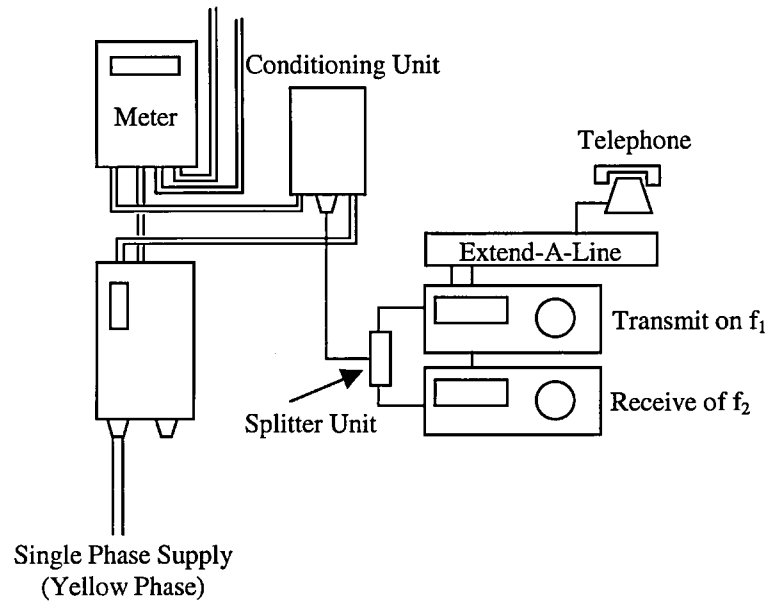 Conditioning Unit
Meter
Telephone
Extend-A-Line
Transmit on f₁
Splitter Unit
Receive of f₂
Single Phase Supply
(Yellow Phase)